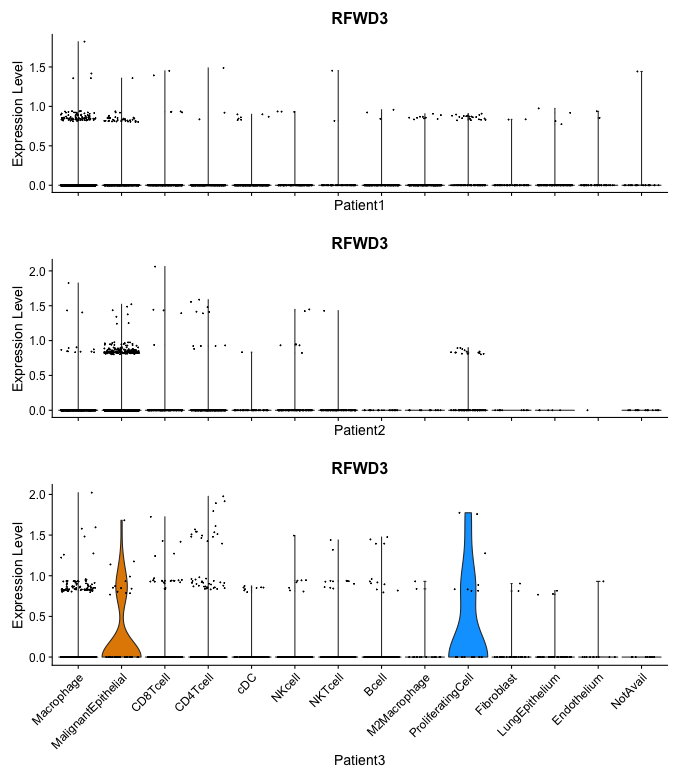 RFWD3
Expression Level
1.5
1.0
0.5
0.0
Patient1
RFWD3
Expression Level
2.0
1.5
1.0
0.5
0.0
Patient2
RFWD3
Expression Level
2.0
1.5
1.0
0.5
0.0
Macrophage
MalignantEpithelial
CD8Tcell
CD4Tcell
cDC
NKcell
NKTcell
Bcell
M2Macrophage
ProliferatingCell
Fibroblast
LungEpithelium
Endothelium
NotAvail
Patient3